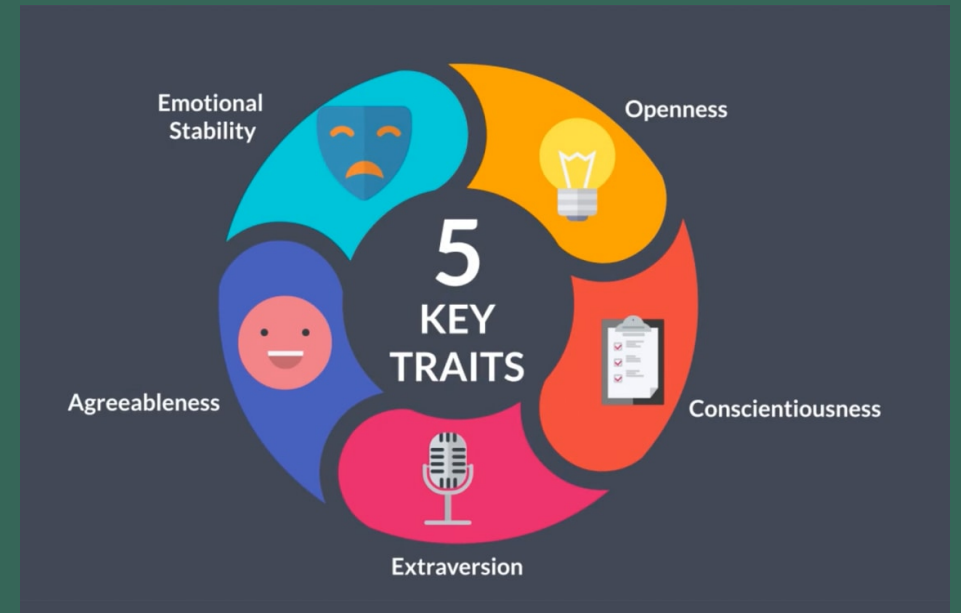 5
KEY
TRAITS
Openness
Conscientiousness
Extraversion
Agreeableness
Emotional
Stability